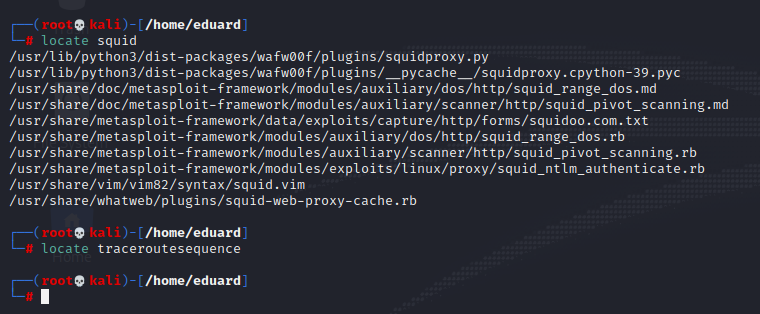 ┌──(root💀kali)-[/home/eduard]
└─# locate squid
/usr/lib/python3/dist-packages/wafw00f/plugins/squidproxy.py
/usr/lib/python3/dist-packages/wafw00f/plugins/__pycache__/squidproxy.cpython-39.pyc
/usr/share/doc/metasploit-framework/modules/auxiliary/dos/http/squid_range_dos.md
/usr/share/doc/metasploit-framework/modules/auxiliary/scanner/http/squid_pivot_scanning.md
/usr/share/metasploit-framework/data/exploits/capture/http/forms/squidoo.com.txt
/usr/share/metasploit-framework/modules/auxiliary/dos/http/squid_range_dos.rb
/usr/share/metasploit-framework/modules/auxiliary/scanner/http/squid_pivot_scanning.rb
/usr/share/metasploit-framework/modules/exploits/linux/proxy/squid_ntlm_authenticate.rb
/usr/share/vim/vim82/syntax/squid.vim
/usr/share/whatweb/plugins/squid-web-proxy-cache.rb
┌──(root💀kali)-[/home/eduard]
└─# locate traceroutesequence
Home
┌──(root💀kali)-[/home/eduard]
└─#